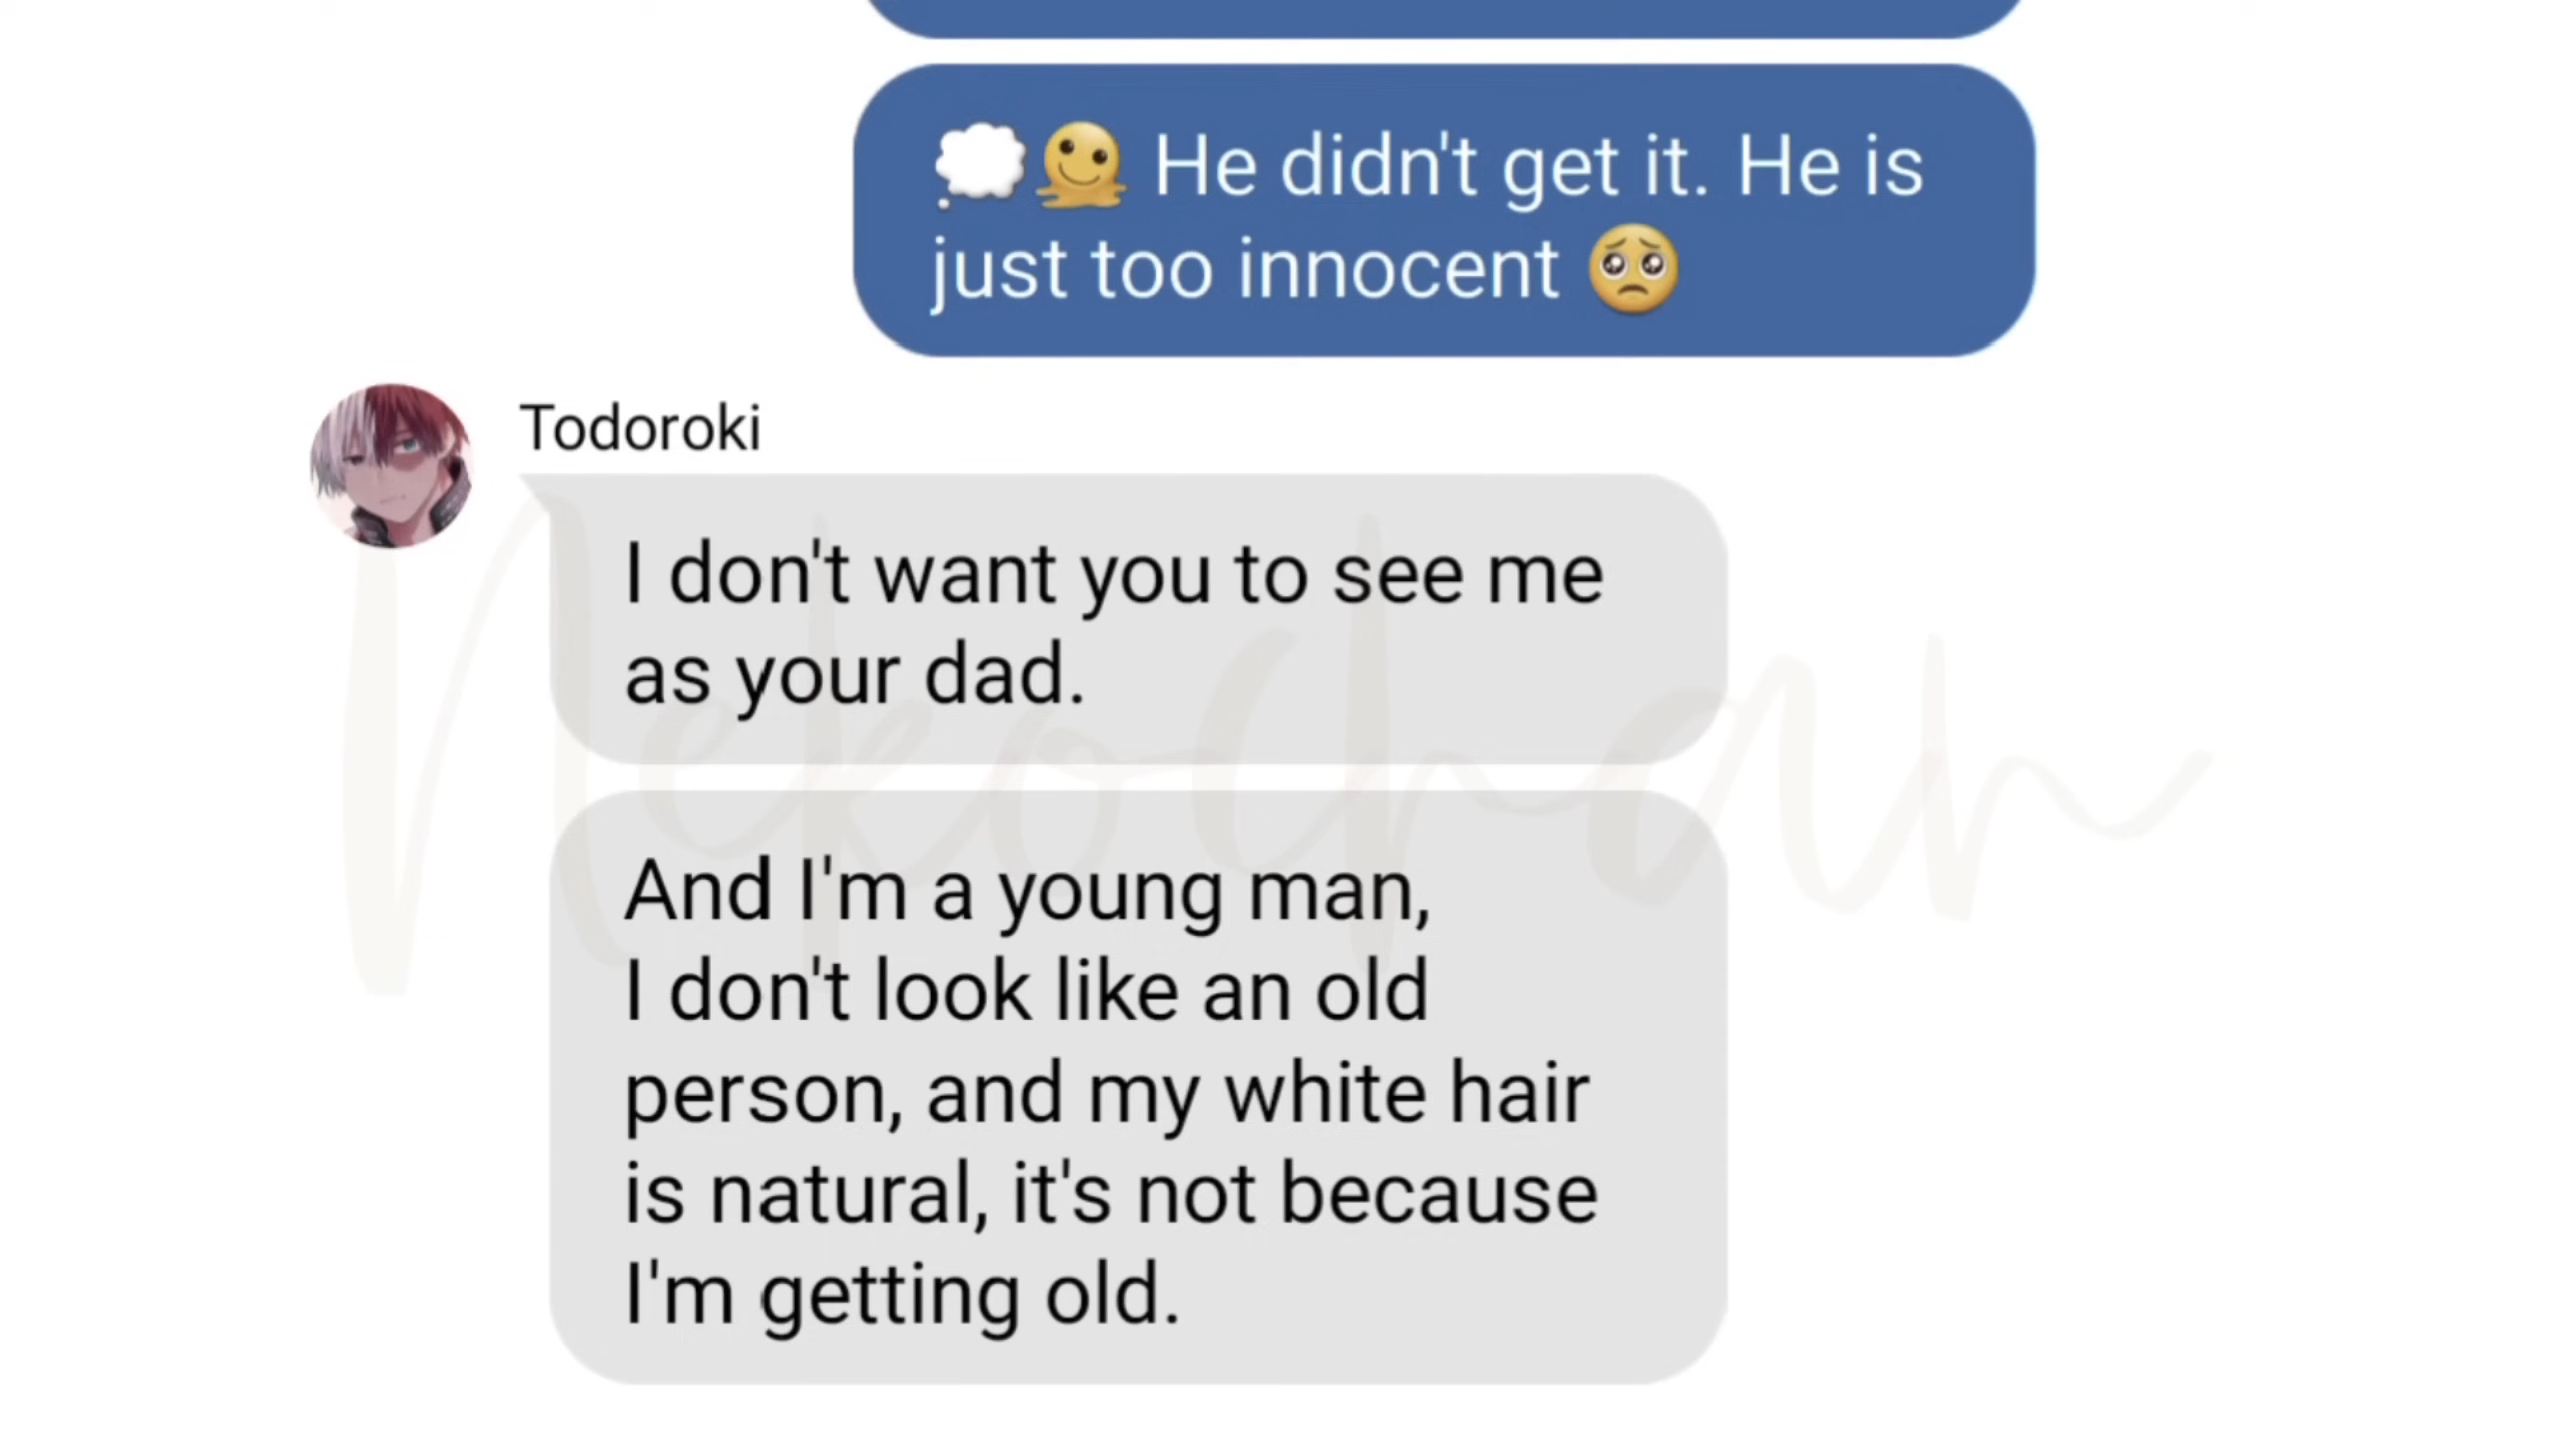 💭🫠 He didn't get it. He is
just too innocent 🥺
Todoroki
I don't want you to see me
as your dad.
And I'm a young man,
I don't look like an old
person, and my white hair
is natural, it's not because
I'm getting old.
Nekochan